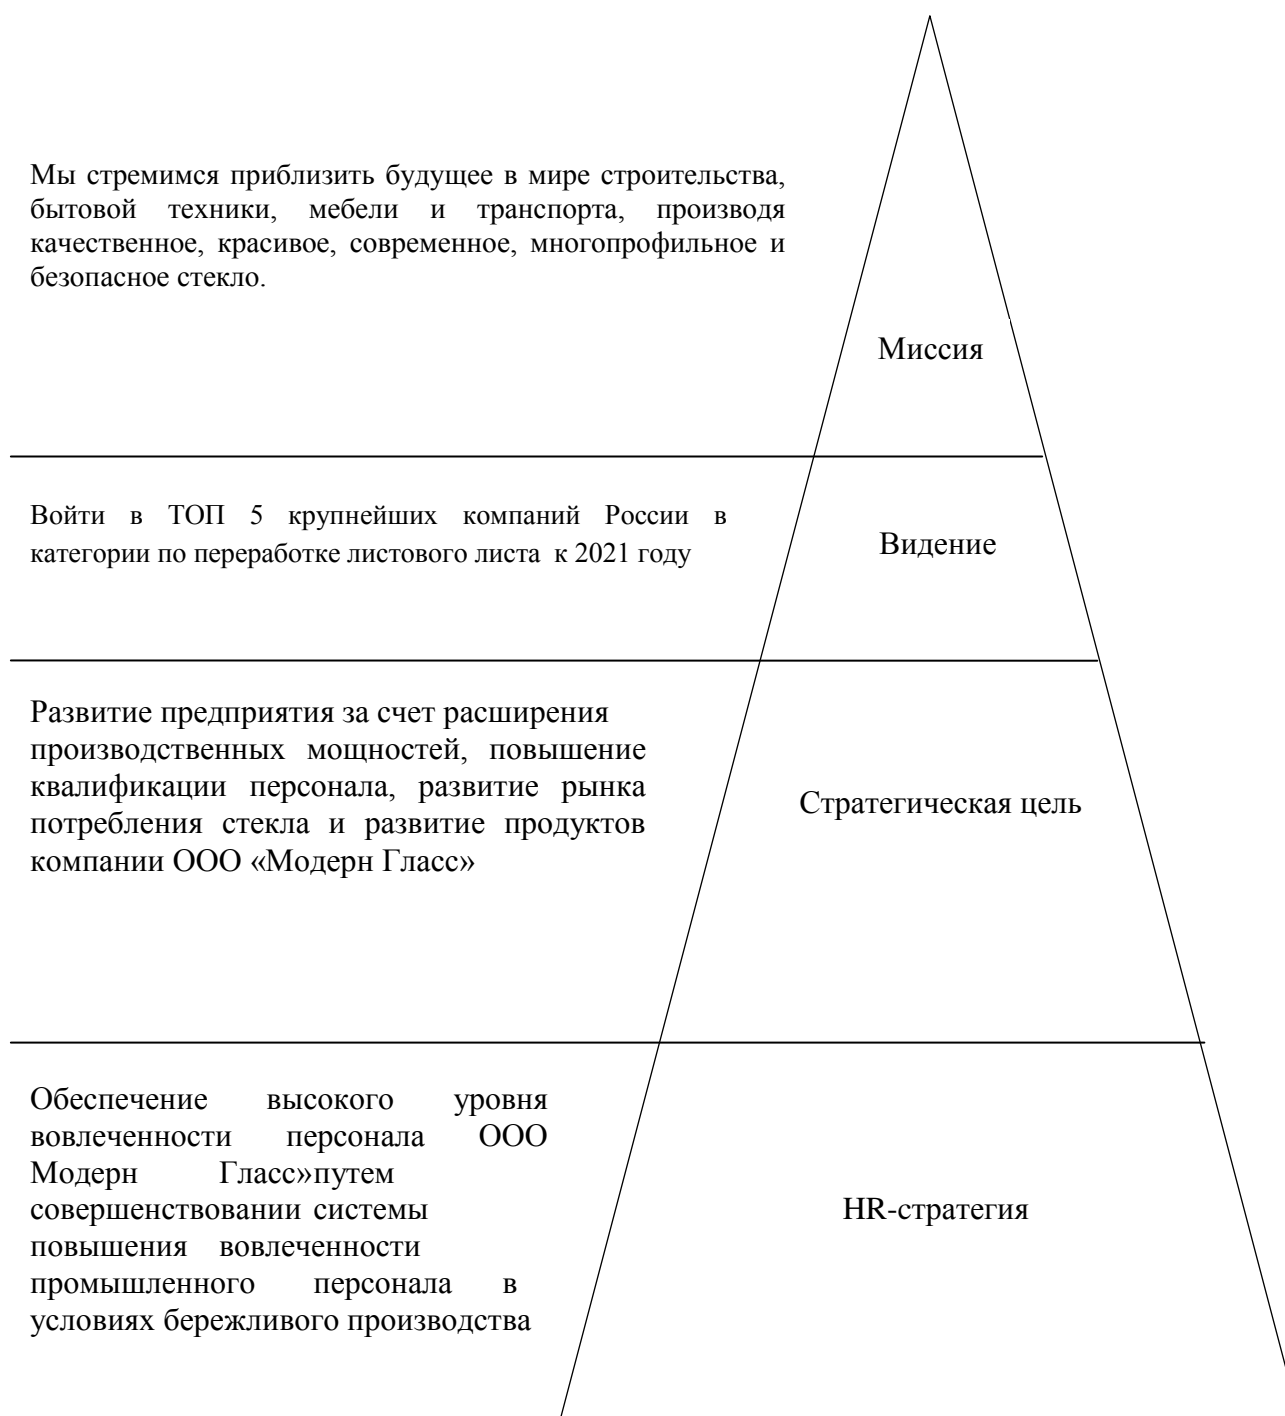 Мы стремимся приблизить будущее в мире строительства,
бытовой техники, мебели и транспорта, производя
качественное, красивое, современное, многопрофильное и
безопасное стекло.
Миссия
Войти в ТОП 5 крупнейших компаний России в
категории по переработке листового листа к 2021 году
Видение
Развитие предприятия за счет расширения
производственных мощностей, повышение
квалификации персонала, развитие рынка
потребления стекла и развитие продуктов
компании ООО «Модерн Гласс»
Стратегическая цель
Обеспечение высокого уровня
вовлеченности персонала ООО
Модерн Гласс»путем
совершенствовании системы
повышения вовлеченности
промышленного персонала в
условиях бережливого производства
HR-стратегия